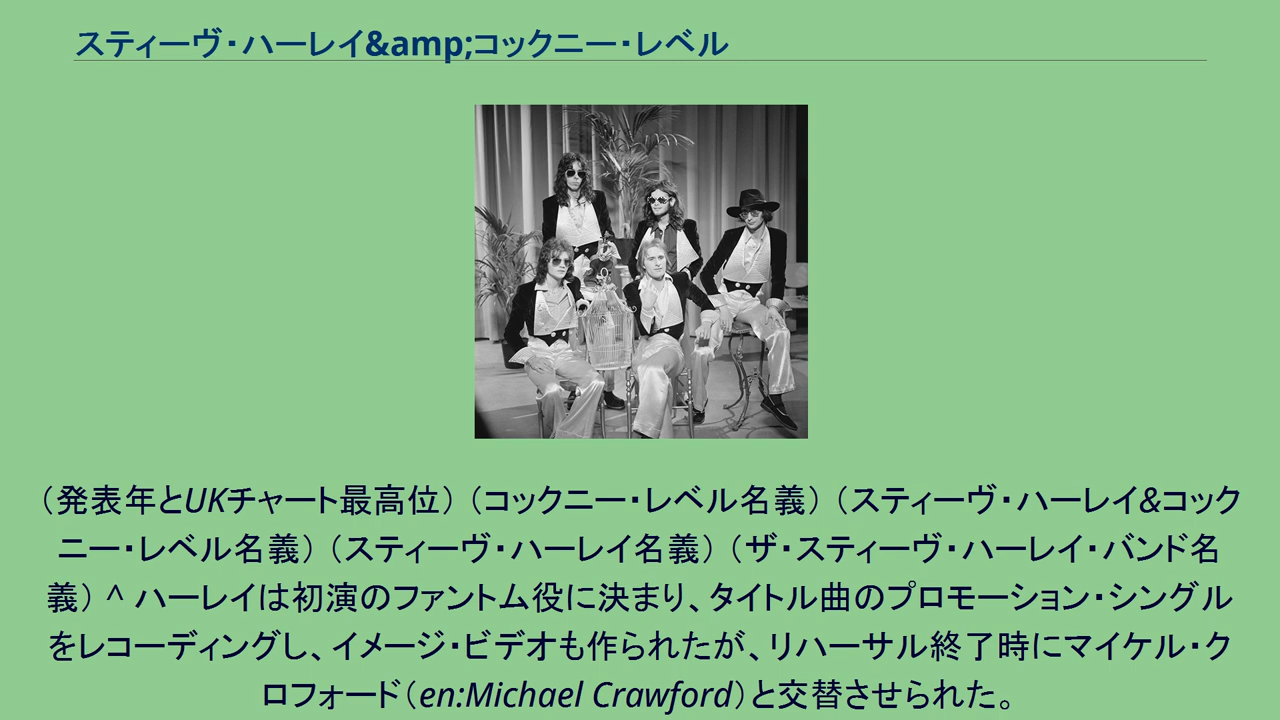 スティーヴ・ハーレイ&amp;コックニー・レベル
（発表年とUKチャート最高位）（コックニー・レベル名義）（スティーヴ・ハーレイ&コック
ニー・レベル名義）（スティーヴ・ハーレイ名義）（ザ・スティーヴ・ハーレイ・バンド名
義）^ ハーレイは初演のファントム役に決まり、タイトル曲のプロモーション・シングル
をレコーディングし、イメージ・ビデオも作られたが、リハーサル終了時にマイケル・ク
ロフォード（en:Michael Crawford）と交替させられた。